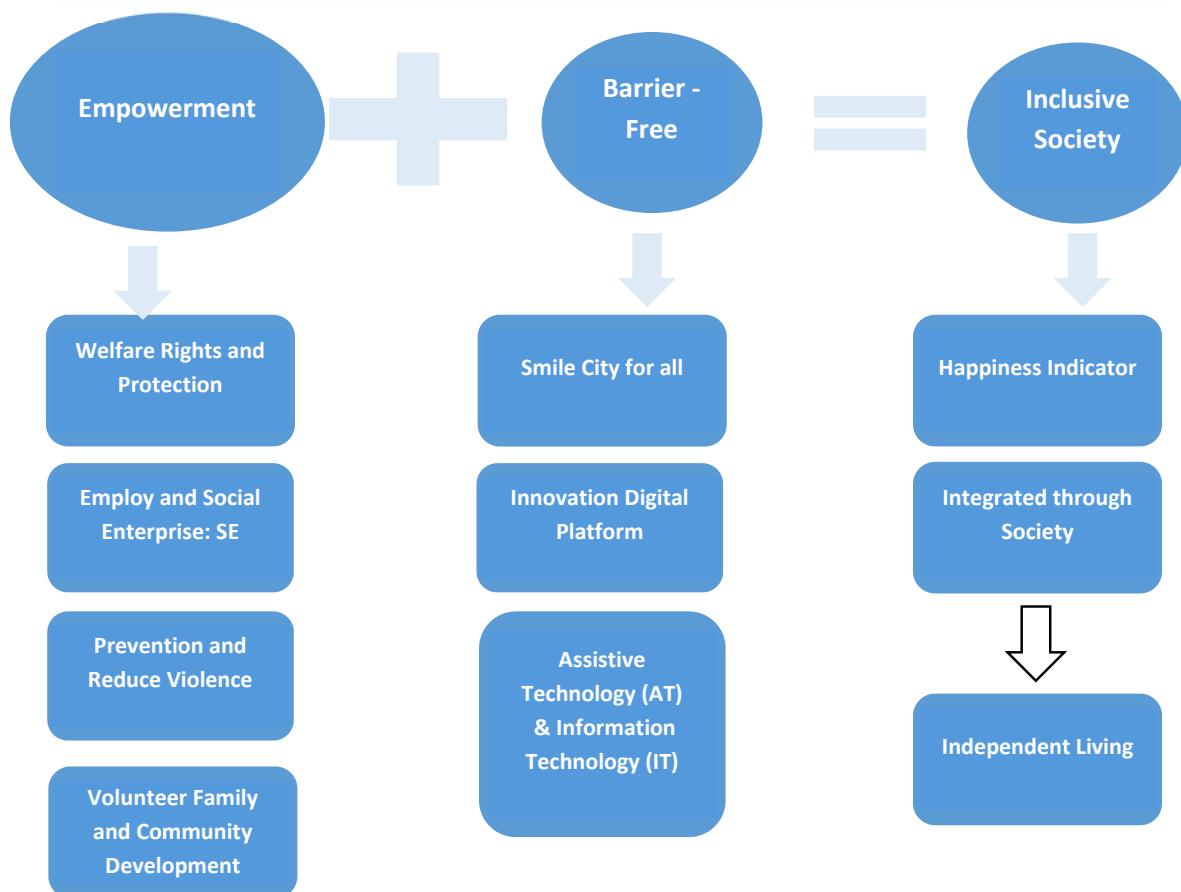 Empowerment
Barrier -
Free
Inclusive
Society
Welfare Rights and
Protection
Employ and Social
Enterprise: SE
Prevention and
Reduce Violence
Volunteer Family
and Community
Development
Smile City for all
Innovation Digital
Platform
Assistive
Technology (AT)
& Information
Technology (IT)
Happiness Indicator
Integrated through
Society
Independent Living